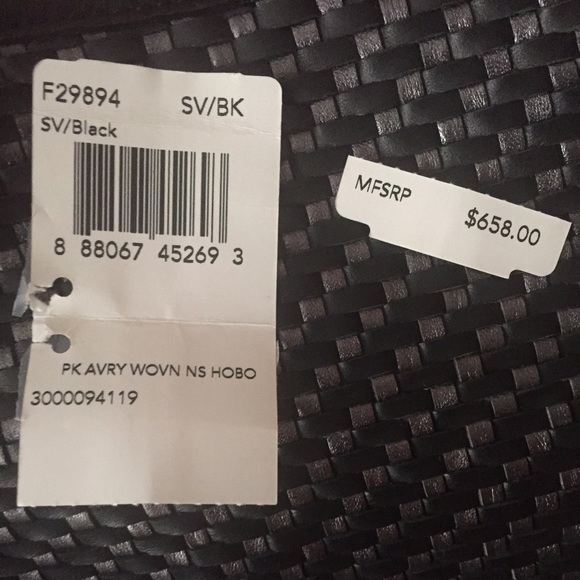 F29894 SV/BK
SV/Black
8 88067 45269 3
PK AVRY WOVN NS HOBO
3000094119
MFSRP $658.00